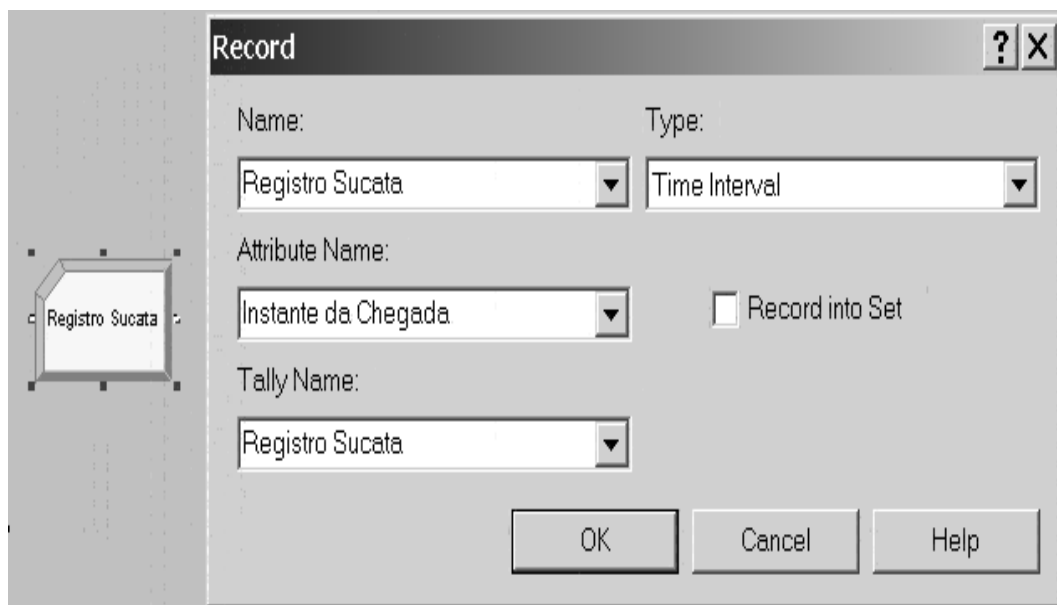 Record
Name:
Type:
Registro Sucata
Time Interval
Attribute Name:
Instante da Chegada
Record into Set
Registro Sucata
Tally Name:
Registro Sucata
OK
Cancel
Help